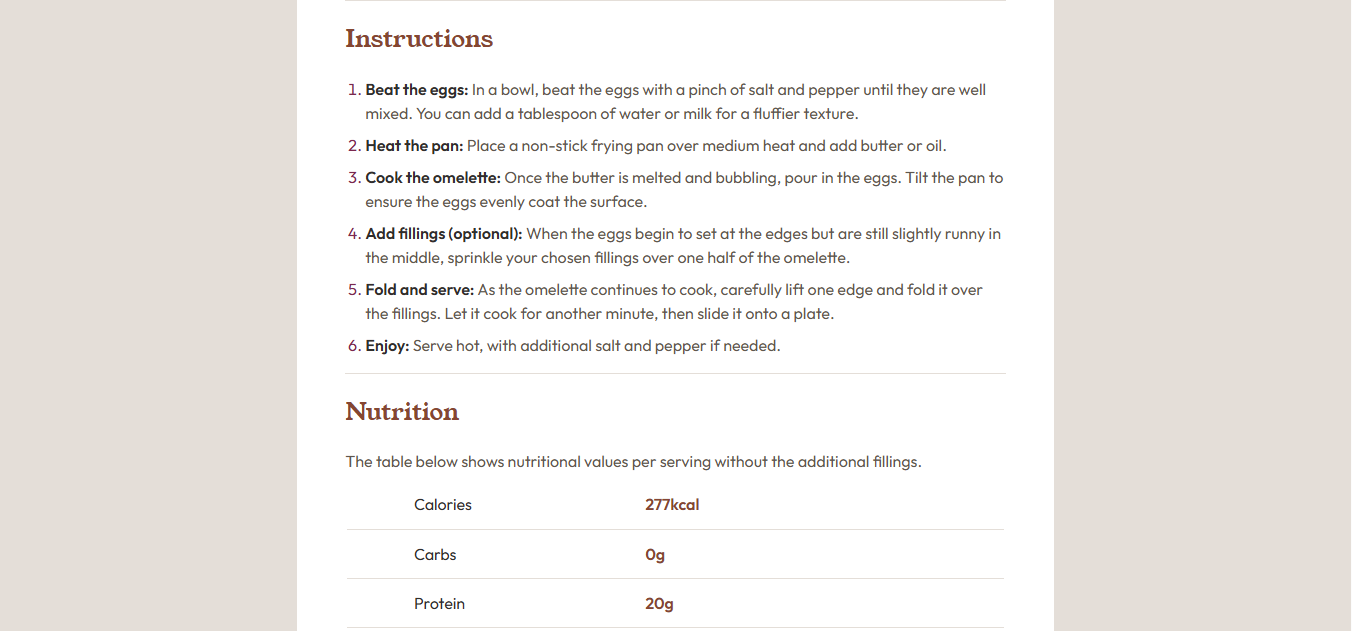 Instructions
1. Beat the eggs: In a bowl, beat the eggs with a pinch of salt and pepper until they are well
mixed. You can add a tablespoon of water or milk for a fluffier texture.
2. Heat the pan: Place a non-stick frying pan over medium heat and add butter or oil.
3. Cook the omelette: Once the butter is melted and bubbling, pour in the eggs. Tilt the pan to
ensure the eggs evenly coat the surface.
4. Add fillings (optional): When the eggs begin to set at the edges but are still slightly runny in
the middle, sprinkle your chosen fillings over one half of the omelette.
5. Fold and serve: As the omelette continues to cook, carefully lift one edge and fold it over
the fillings. Let it cook for another minute, then slide it onto a plate.
6. Enjoy: Serve hot, with additional salt and pepper if needed.
Nutrition
The table below shows nutritional values per serving without the additional fillings.
Calories 277kcal
Carbs 0g
Protein 20g